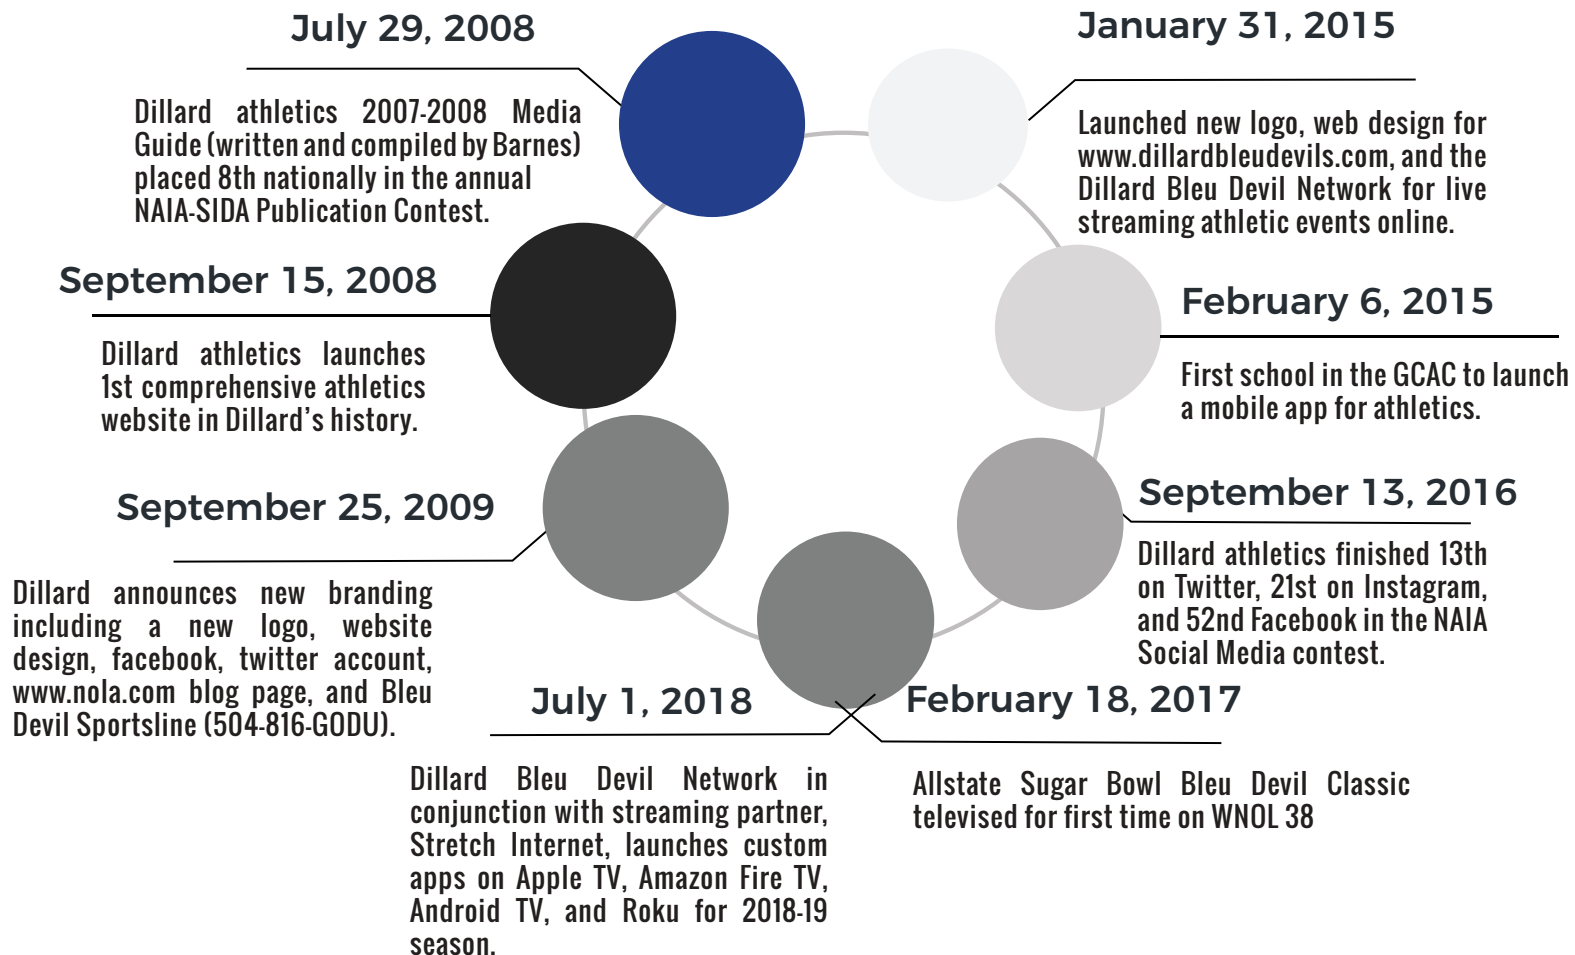 July 29, 2008
Dillard athletics 2007-2008 Media
Guide (written and compiled by Barnes)
placed 8th nationally in the annual
NAIA-SIDA Publication Contest.
September 15, 2008
Dillard athletics launches
1st comprehensive athletics
website in Dillard's history.
September 25, 2009
Dillard announces new branding
including a new logo, website
design, facebook, twitter account,
www.nola.com blog page, and Bleu
Devil Sportsline (504-816-GODU).
January 31, 2015
Launched new logo, web design for
www.dillardbleudevils.com, and the
Dillard Bleu Devil Network for live
streaming athletic events online.
February 6, 2015
First school in the GCAC to launch
a mobile app for athletics.
September 13, 2016
Dillard athletics finished 13th
on Twitter, 21st on Instagram,
and 52nd Facebook in the NAIA
Social Media contest.
February 18, 2017
Allstate Sugar Bowl Bleu Devil Classic
televised for first time on WNOL 38
July 1, 2018
Dillard Bleu Devil Network in
conjunction with streaming partner,
Stretch Internet, launches custom
apps on Apple TV, Amazon Fire TV,
Android TV, and Roku for 2018-19
season.